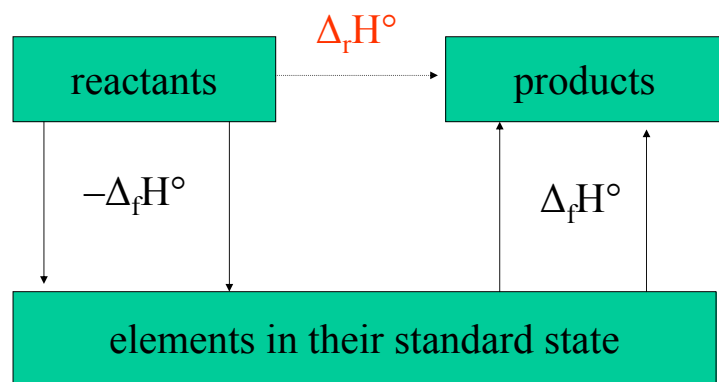 ΔrH°
reactants
products
−ΔfH°
ΔfH°
elements in their standard state